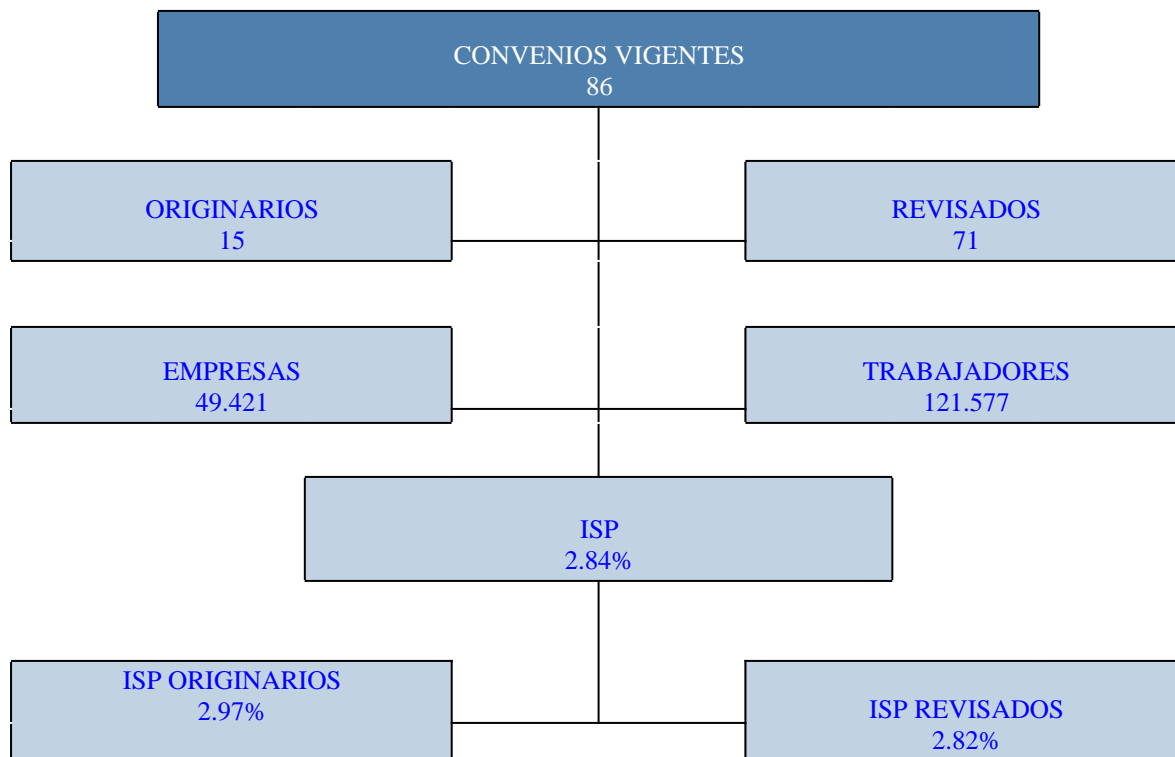 CONVENIOS VIGENTES
86
ORIGINARIOS
15
REVISADOS
71
EMPRESAS
49.421
TRABAJADORES
121.577
ISP
2.84%
ISP ORIGINARIOS
2.97%
ISP REVISADOS
2.82%